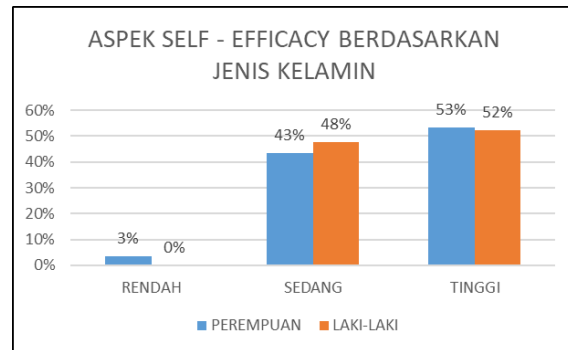 ASPEK SELF - EFFICACY BERDASARKAN
JENIS KELAMIN
60%
50%
40%
30%
20%
10%
0%
3%
0%
43%
48%
53%
52%
RENDAH
SEDANG
TINGGI
PEREMPUAN
LAKI-LAKI